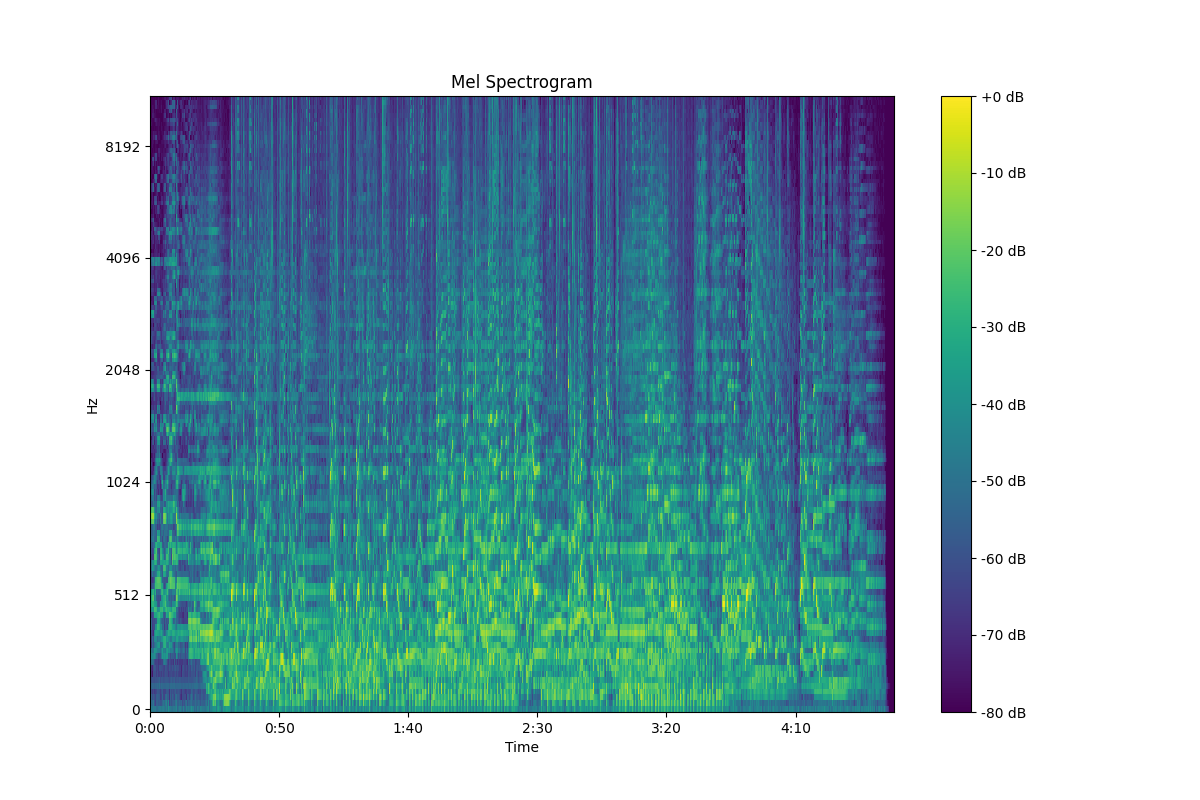 Mel Spectrogram
+0 dB
8192
-10 dB
-20 dB
4096
-30 dB
2048
-40 dB
Hz
1024
-50 dB
-60 dB
512
-70 dB
0
-80 dB
0:00 0:50 1:40 2:30 3:20 4:10
Time